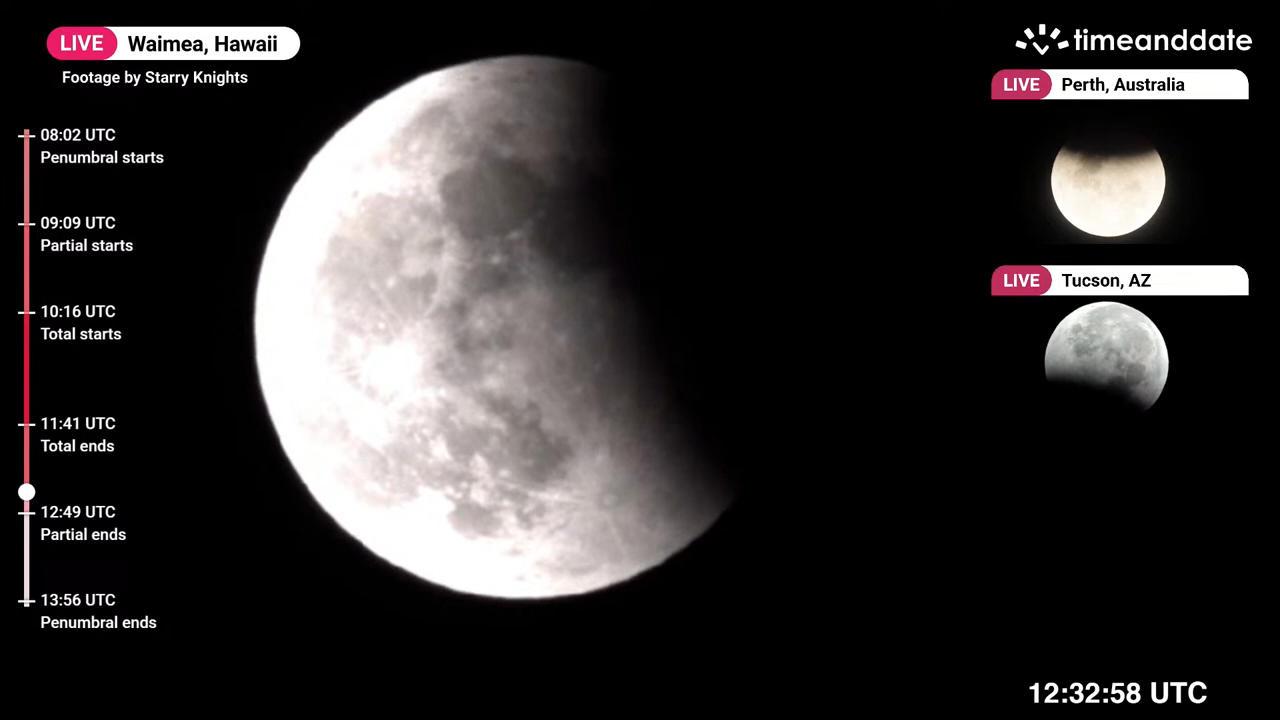 LIVE Waimea, Hawaii
Footage by Starry Knights
08:02 UTC
Penumbral starts
09:09 UTC
Partial starts
10:16 UTC
Total starts
11:41 UTC
Total ends
12:49 UTC
Partial ends
13:56 UTC
Penumbral ends
timeanddate
LIVE Perth, Australia
LIVE Tucson, AZ
12:32:58 UTC